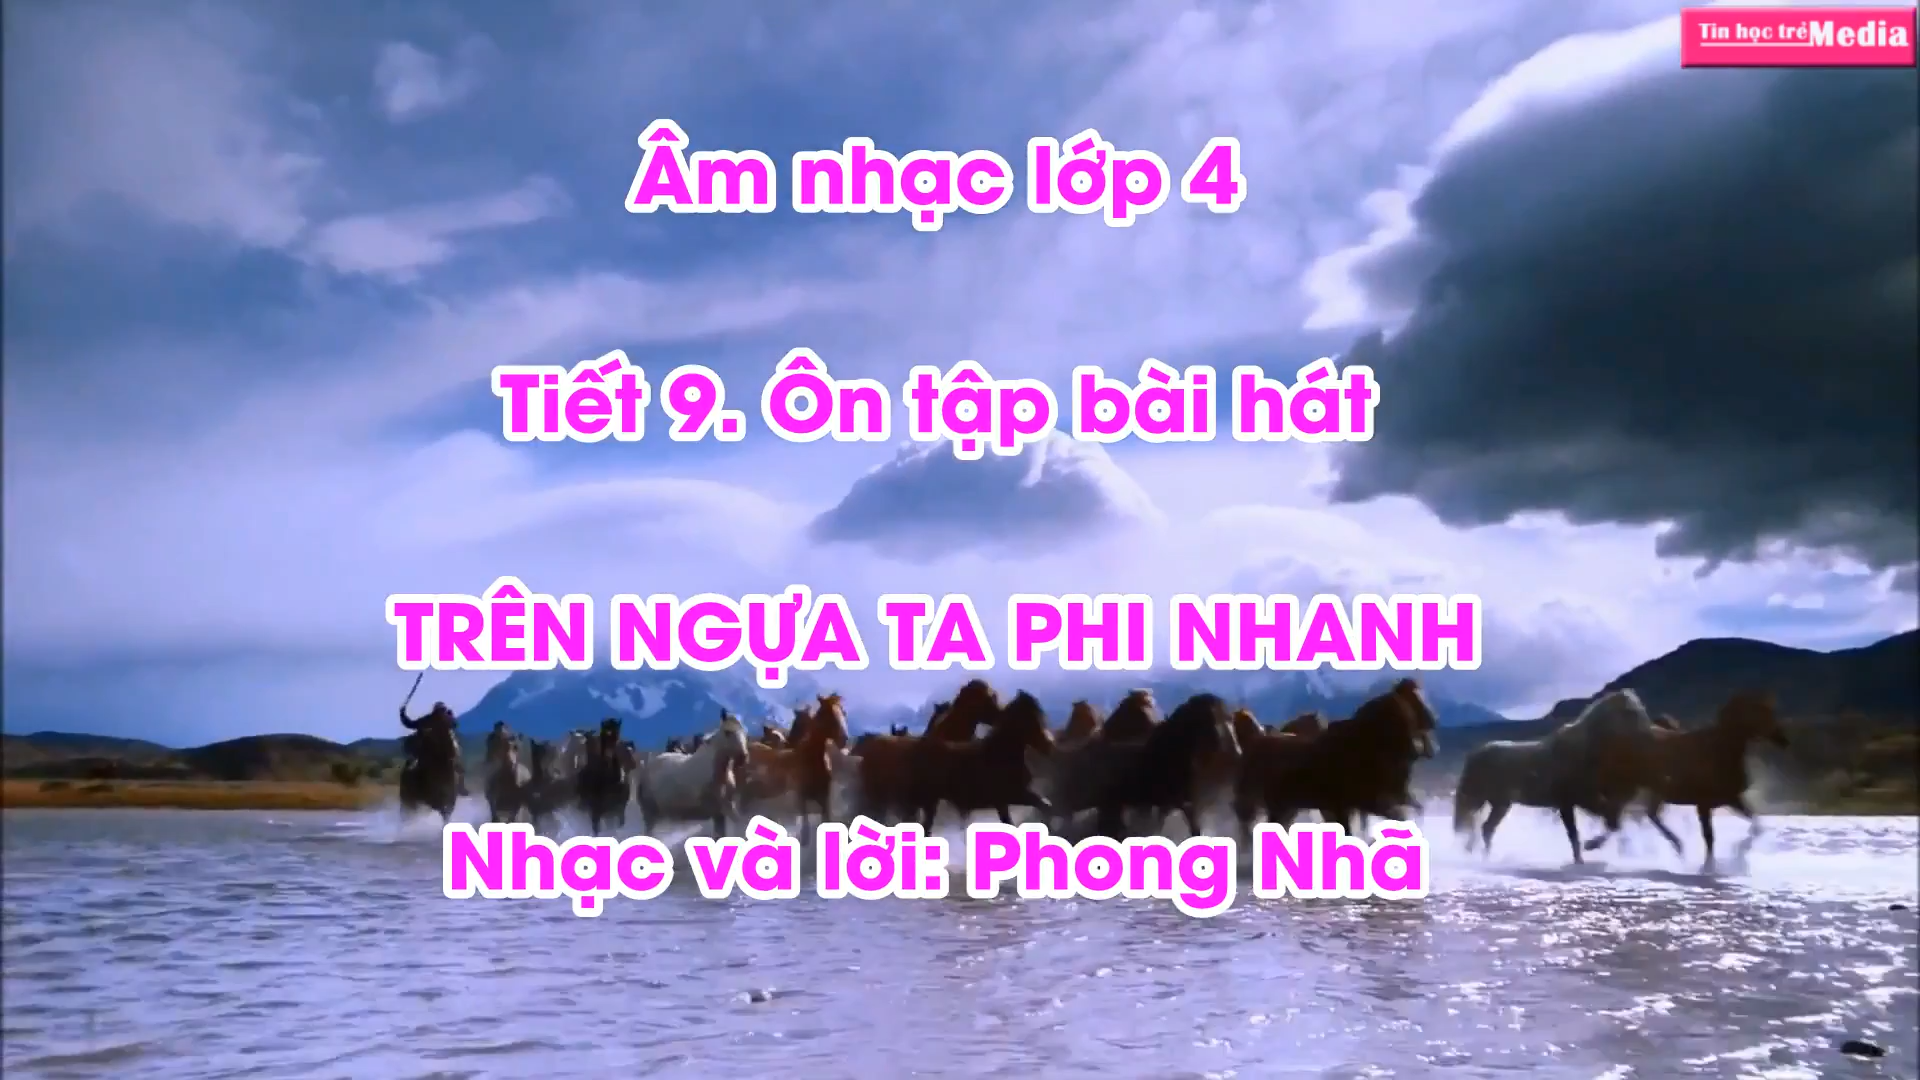 Tin học trẻ Media
Âm nhạc lớp 4
Tiết 9. Ôn tập bài hát
TRÊN NGỰA TA PHI NHANH
Nhạc và lời: Phong Nhã